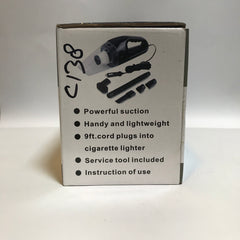 C138
● Powerful suction
● Handy and lightweight
● 9ft.cord plugs into
cigarette lighter
● Service tool included
● Instruction of use